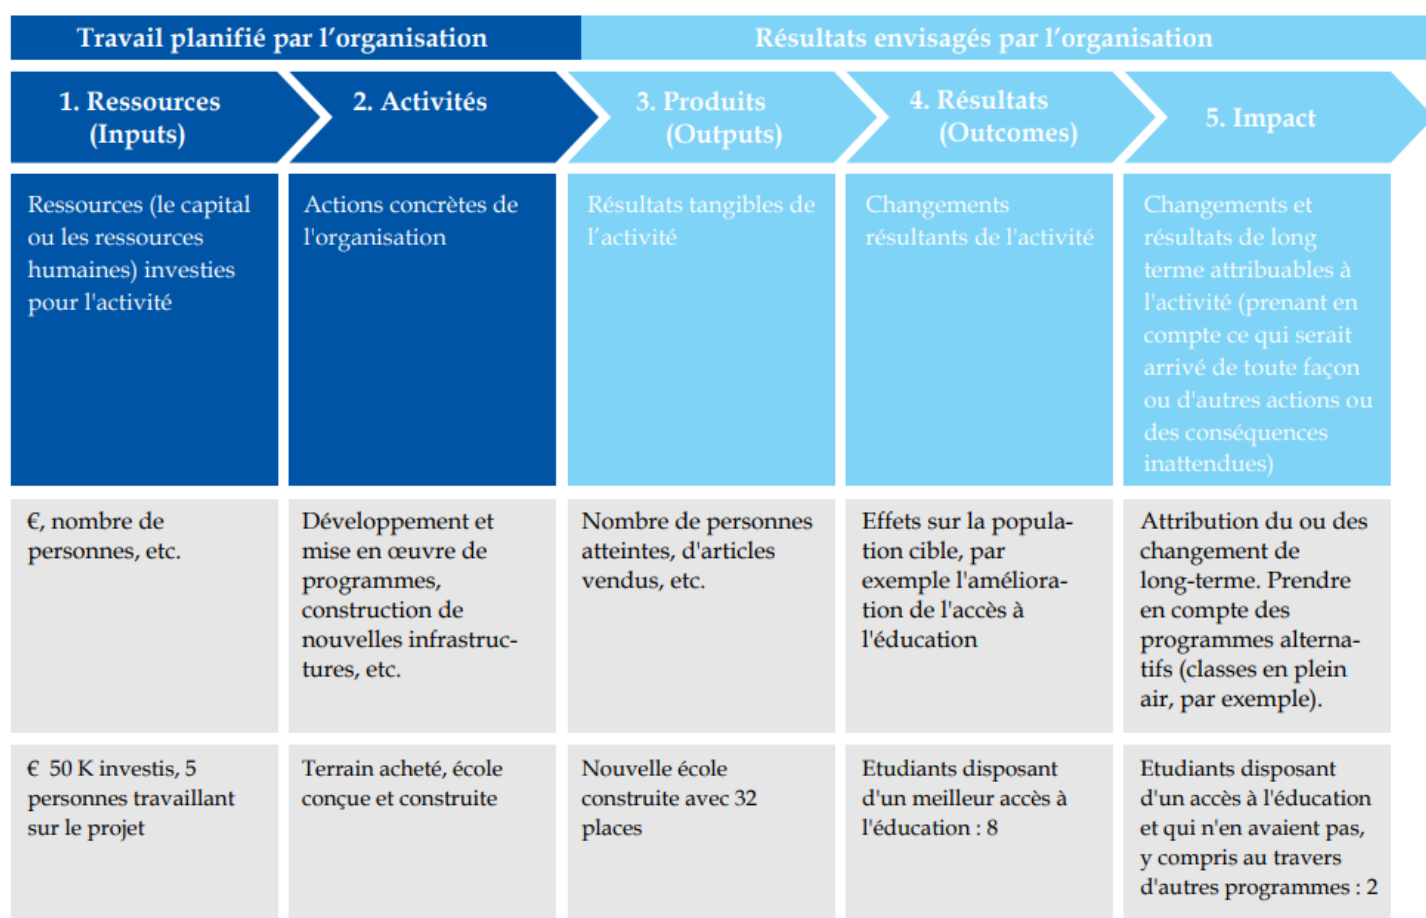 Travail planifié par l'organisation
Résultats envisagés par l'organisation
1. Ressources
(Inputs)
2. Activités
3. Produits
(Outputs)
4. Résultats
(Outcomes)
5. Impact
Ressources (le capital
ou les ressources
humaines) investies
pour l'activité
Actions concrètes de
l'organisation
Résultats tangibles de
l'activité
Changements
résultants de l'activité
Changements et
résultats de long
terme attribuables à
l'activité (prenant en
compte ce qui serait
arrivé de toute façon
ou d'autres actions ou
des conséquences
inattendues)
€, nombre de
personnes, etc.
Développement et
mise en œuvre de
programmes,
construction de
nouvelles infrastruc-
tures, etc.
Nombre de personnes
atteintes, d'articles
vendus, etc.
Effets sur la popula-
tion cible, par
exemple l'améliora-
tion de l'accès à
l'éducation
Attribution du ou des
changement de
long-terme. Prendre
en compte des
programmes alterna-
tifs (classes en plein
air, par exemple).
€ 50 K investis, 5
personnes travaillant
sur le projet
Terrain acheté, école
conçue et construite
Nouvelle école
construite avec 32
places
Etudiants disposant
d'un meilleur accès à
l'éducation : 8
Etudiants disposant
d'un accès à l'éducation
et qui n'en avaient pas,
y compris au travers
d'autres programmes : 2